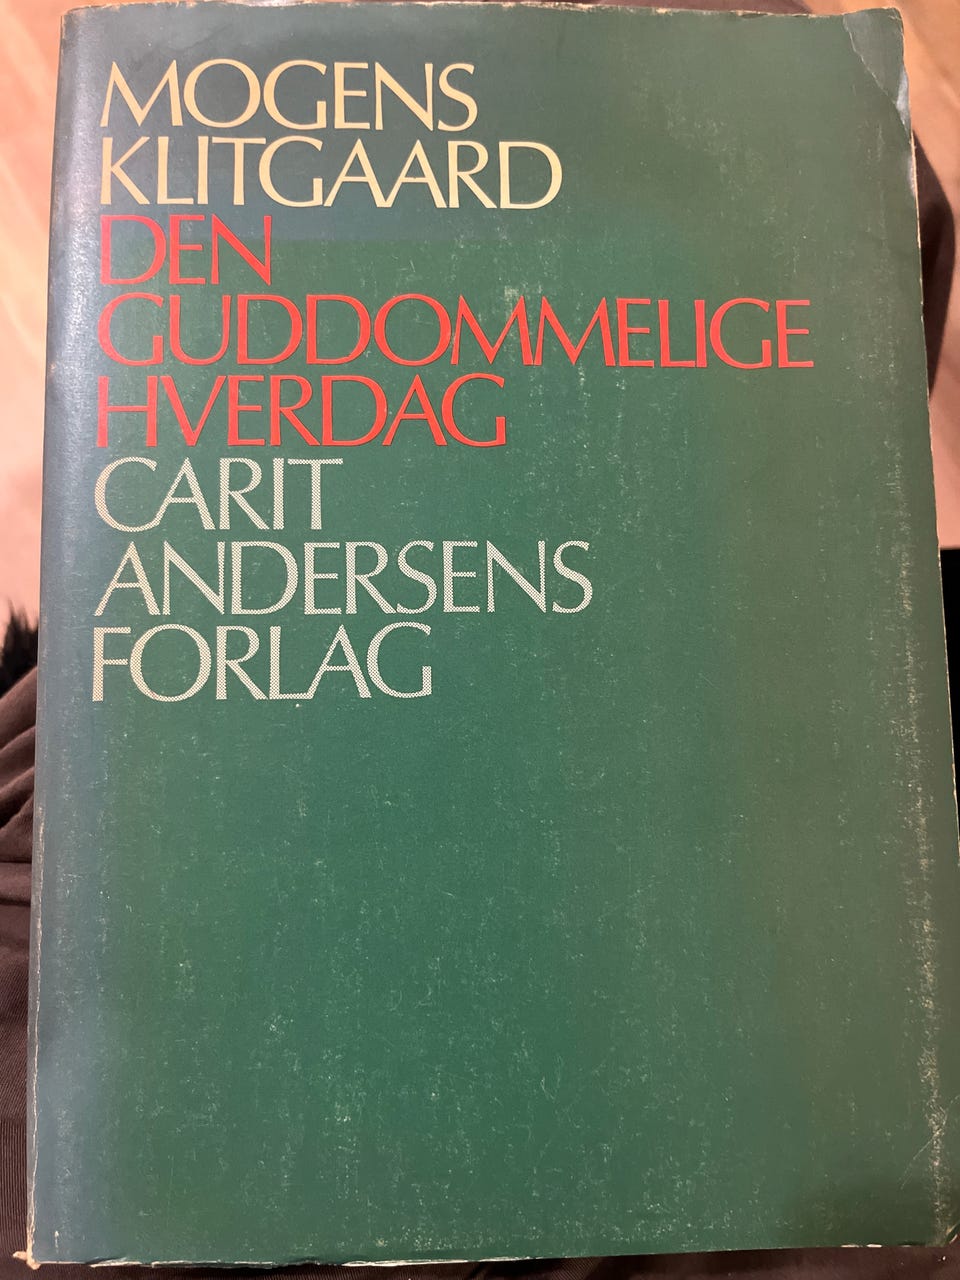 MOGENS
KLITGAARD
DEN
GUDDOMMELIGE
HVERDAG
CARIT
ANDERSENS
FORLAG